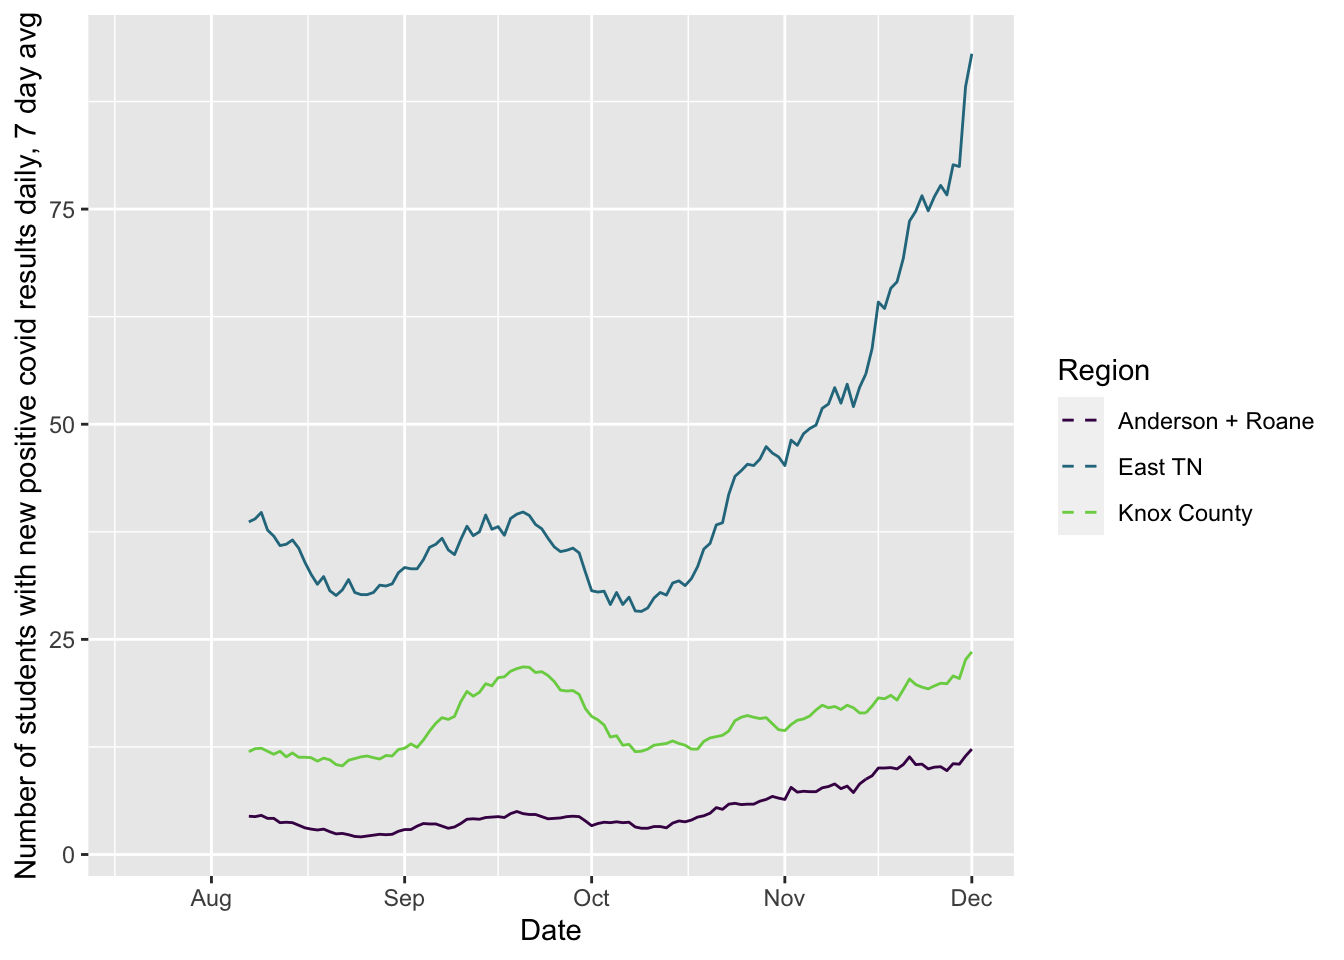 Number of students with new positive covid results daily, 7 day avg
75
50
25
0
Aug
Sep
Oct
Nov
Dec
Date
Region
Anderson + Roane
East TN
Knox County